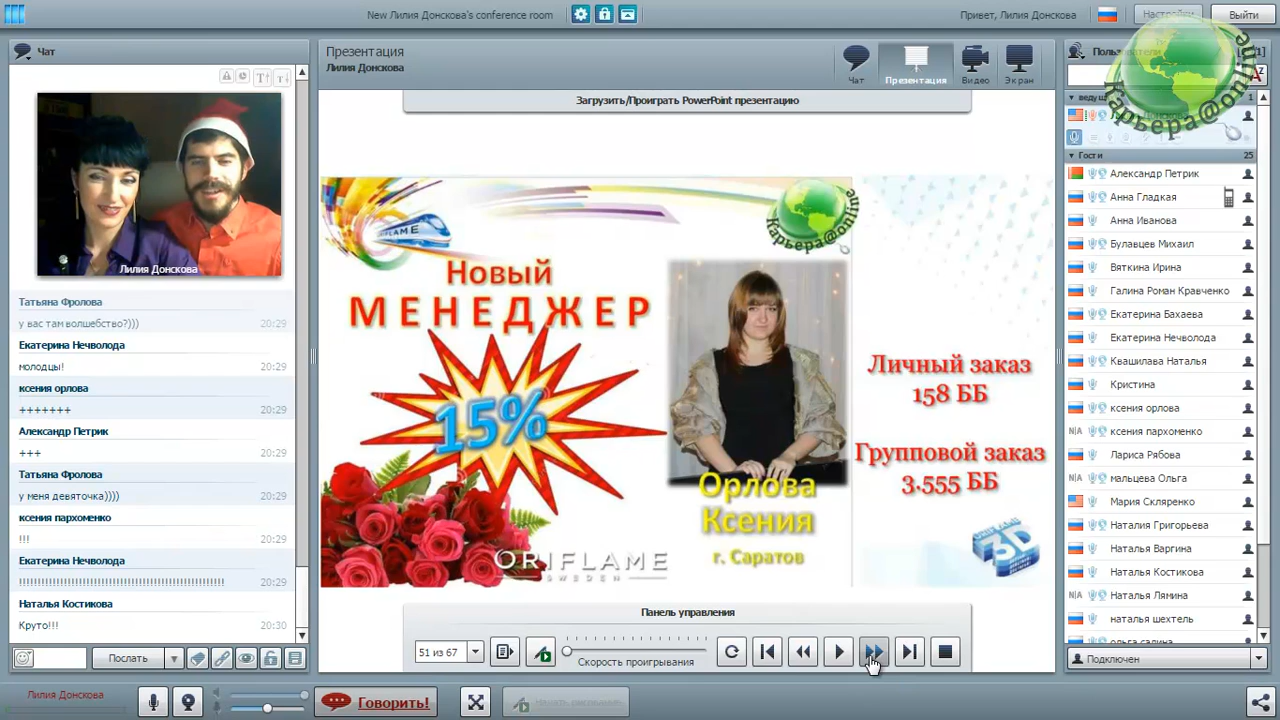 New Лилия Донскова's conference room
Привет, Лилия Донскова
Настройки
Выйти
Чат
Лилия Донскова
Татьяна Фролова
у вас там волшебство?)))
20:29
Екатерина Нечволода
молодцы!
20:29
ксения орлова
+++++++
20:29
Александр Петрик
+++
20:29
Татьяна Фролова
у меня девяточка))))
20:29
ксения пархоменко
!!!
20:29
Екатерина Нечволода
20:29
Наталья Костикова
Круто!!!
20:30
Послать
Презентация
Лилия Донскова
Чат
Презентация
Видео
Экран
Загрузить/Проиграть PowerPoint презентацию
ORIFLAME
Карьера@online
Новый
МЕНЕДЖЕР
15%
Орлова
Ксения
г. Саратов
ORIFLAME
SWEDEN
Личный заказ
158 ББ
Групповой заказ
3.555 ББ
3D
Панель управления
51 из 67
Скорость проигрывания
Карьера@online
Гости
25
Александр Петрик
Анна Гладкая
Анна Иванова
Булавцев Михаил
Вяткина Ирина
Галина Роман Кравченко
Екатерина Бахаева
Екатерина Нечволода
Квашилава Наталья
Кристина
ксения орлова
N/A
ксения пархоменко
Лариса Рябова
N/A
мальцева Ольга
Мария Скляренко
Наталия Григорьева
Наталья Варгина
Наталья Костикова
N/A
Наталья Лямина
наталья шехтель
Подключен
Лилия Донскова
Говорить!